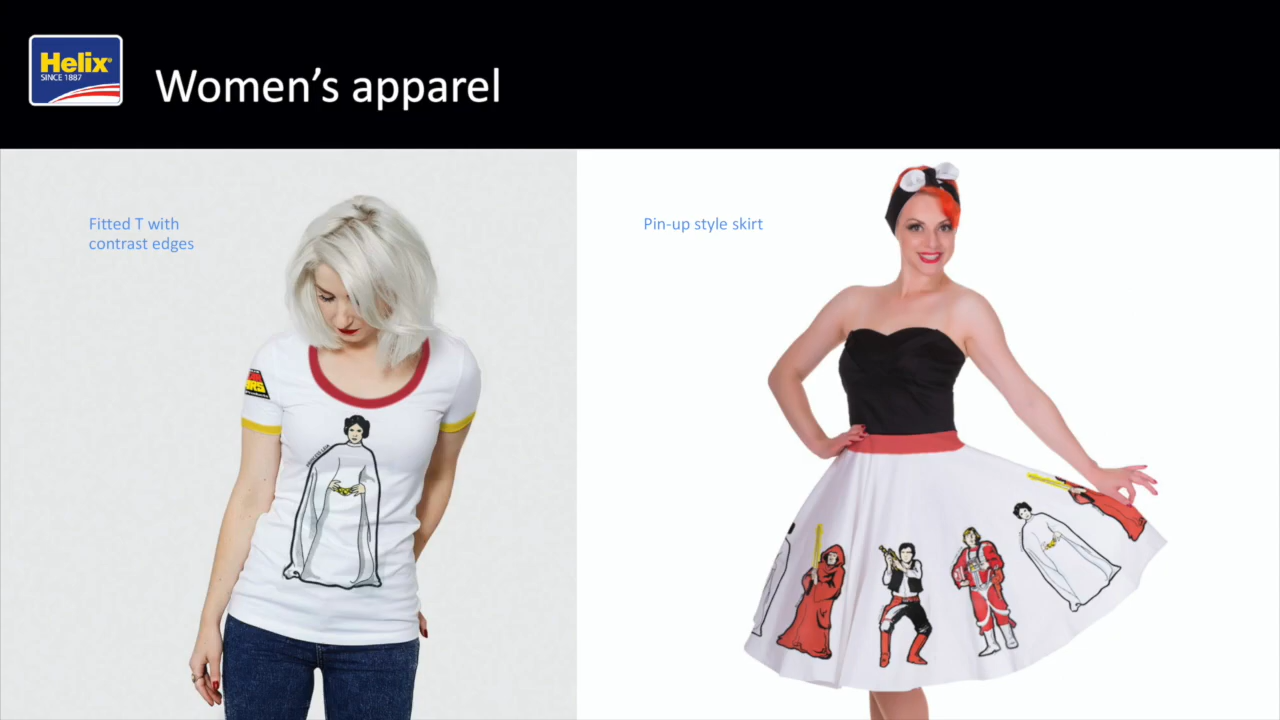 Helix
SINCE 1887
Women's apparel
Fitted T with
contrast edges
Pin-up style skirt